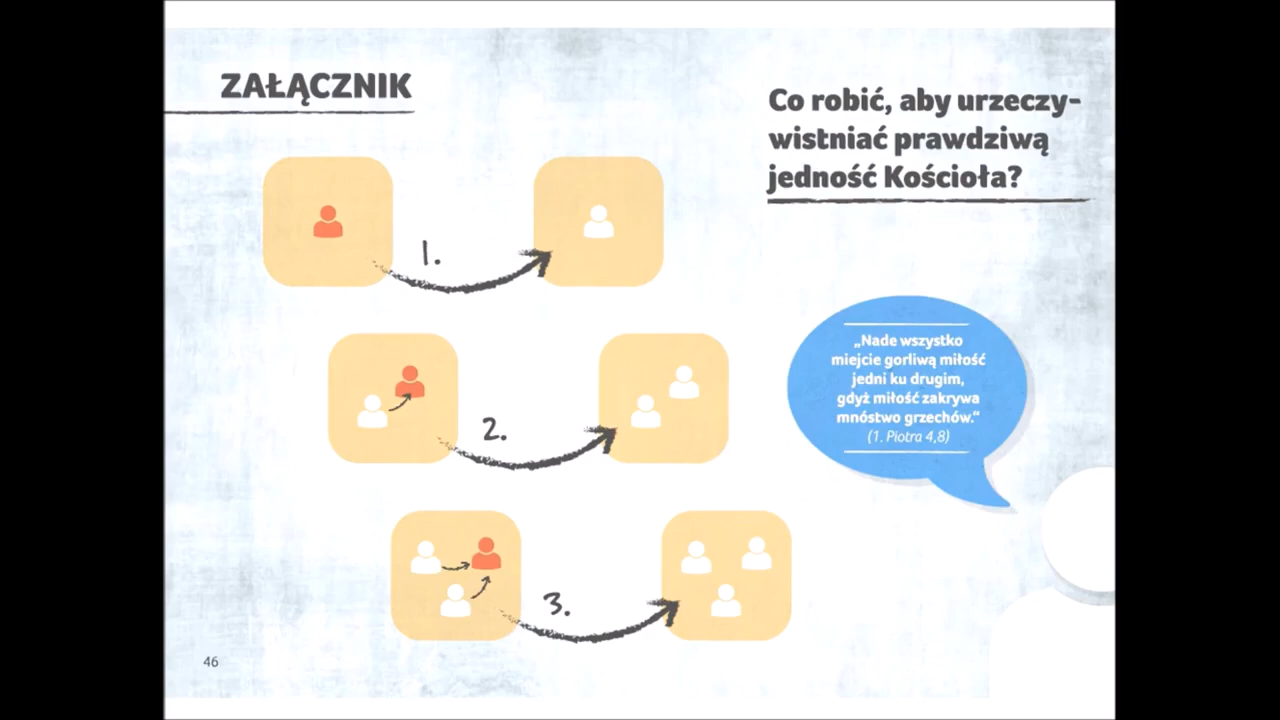 ZAŁĄCZNIK
Co robić, aby urzeczy-
wistniać prawdziwą
jedność Kościoła?
1.
2.
3.
„Nade wszystko
miejcie gorliwą miłość
jedni ku drugim,
gdyż miłość zakrywa
mnóstwo grzechów.“
(1. Piotra 4,8)
46